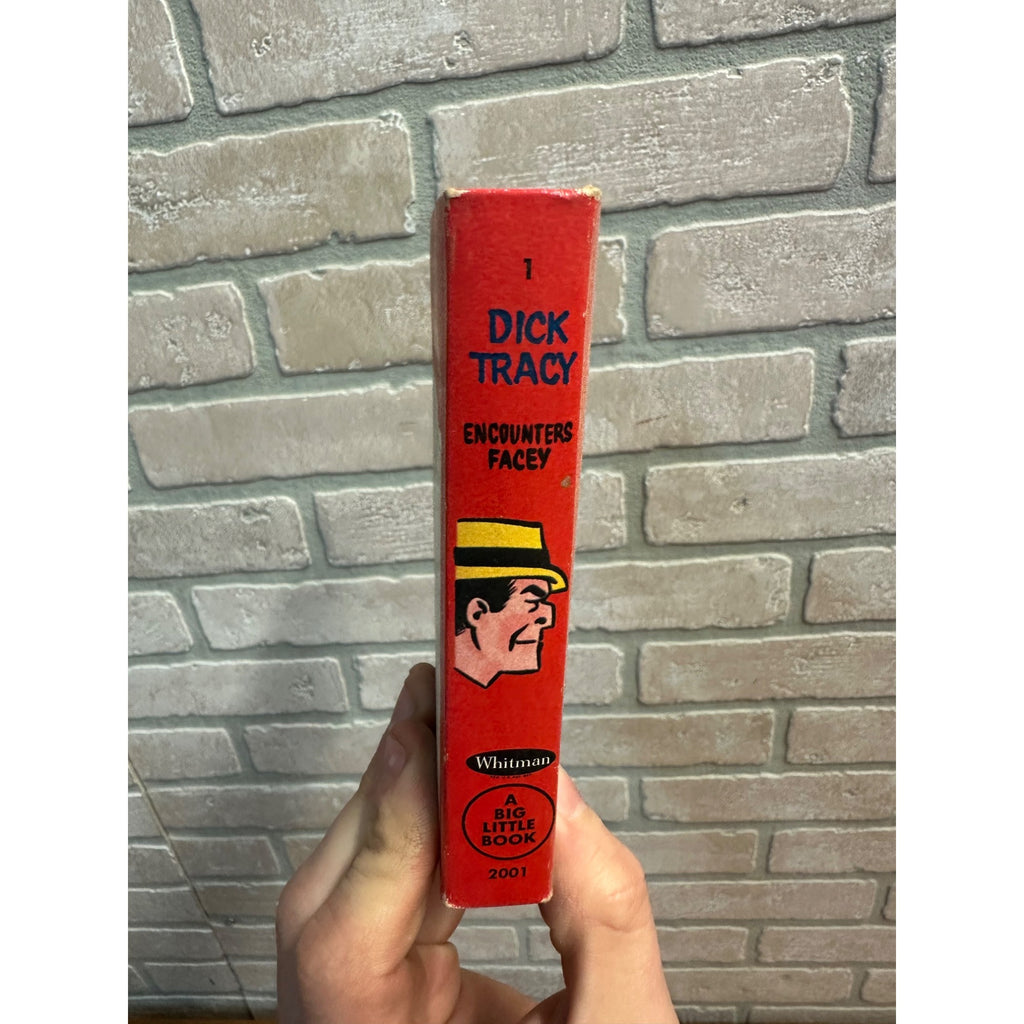 1
DICK
TRACY
ENCOUNTERS
FACEY
Whitman
A
BIG
LITTLE
BOOK
2001